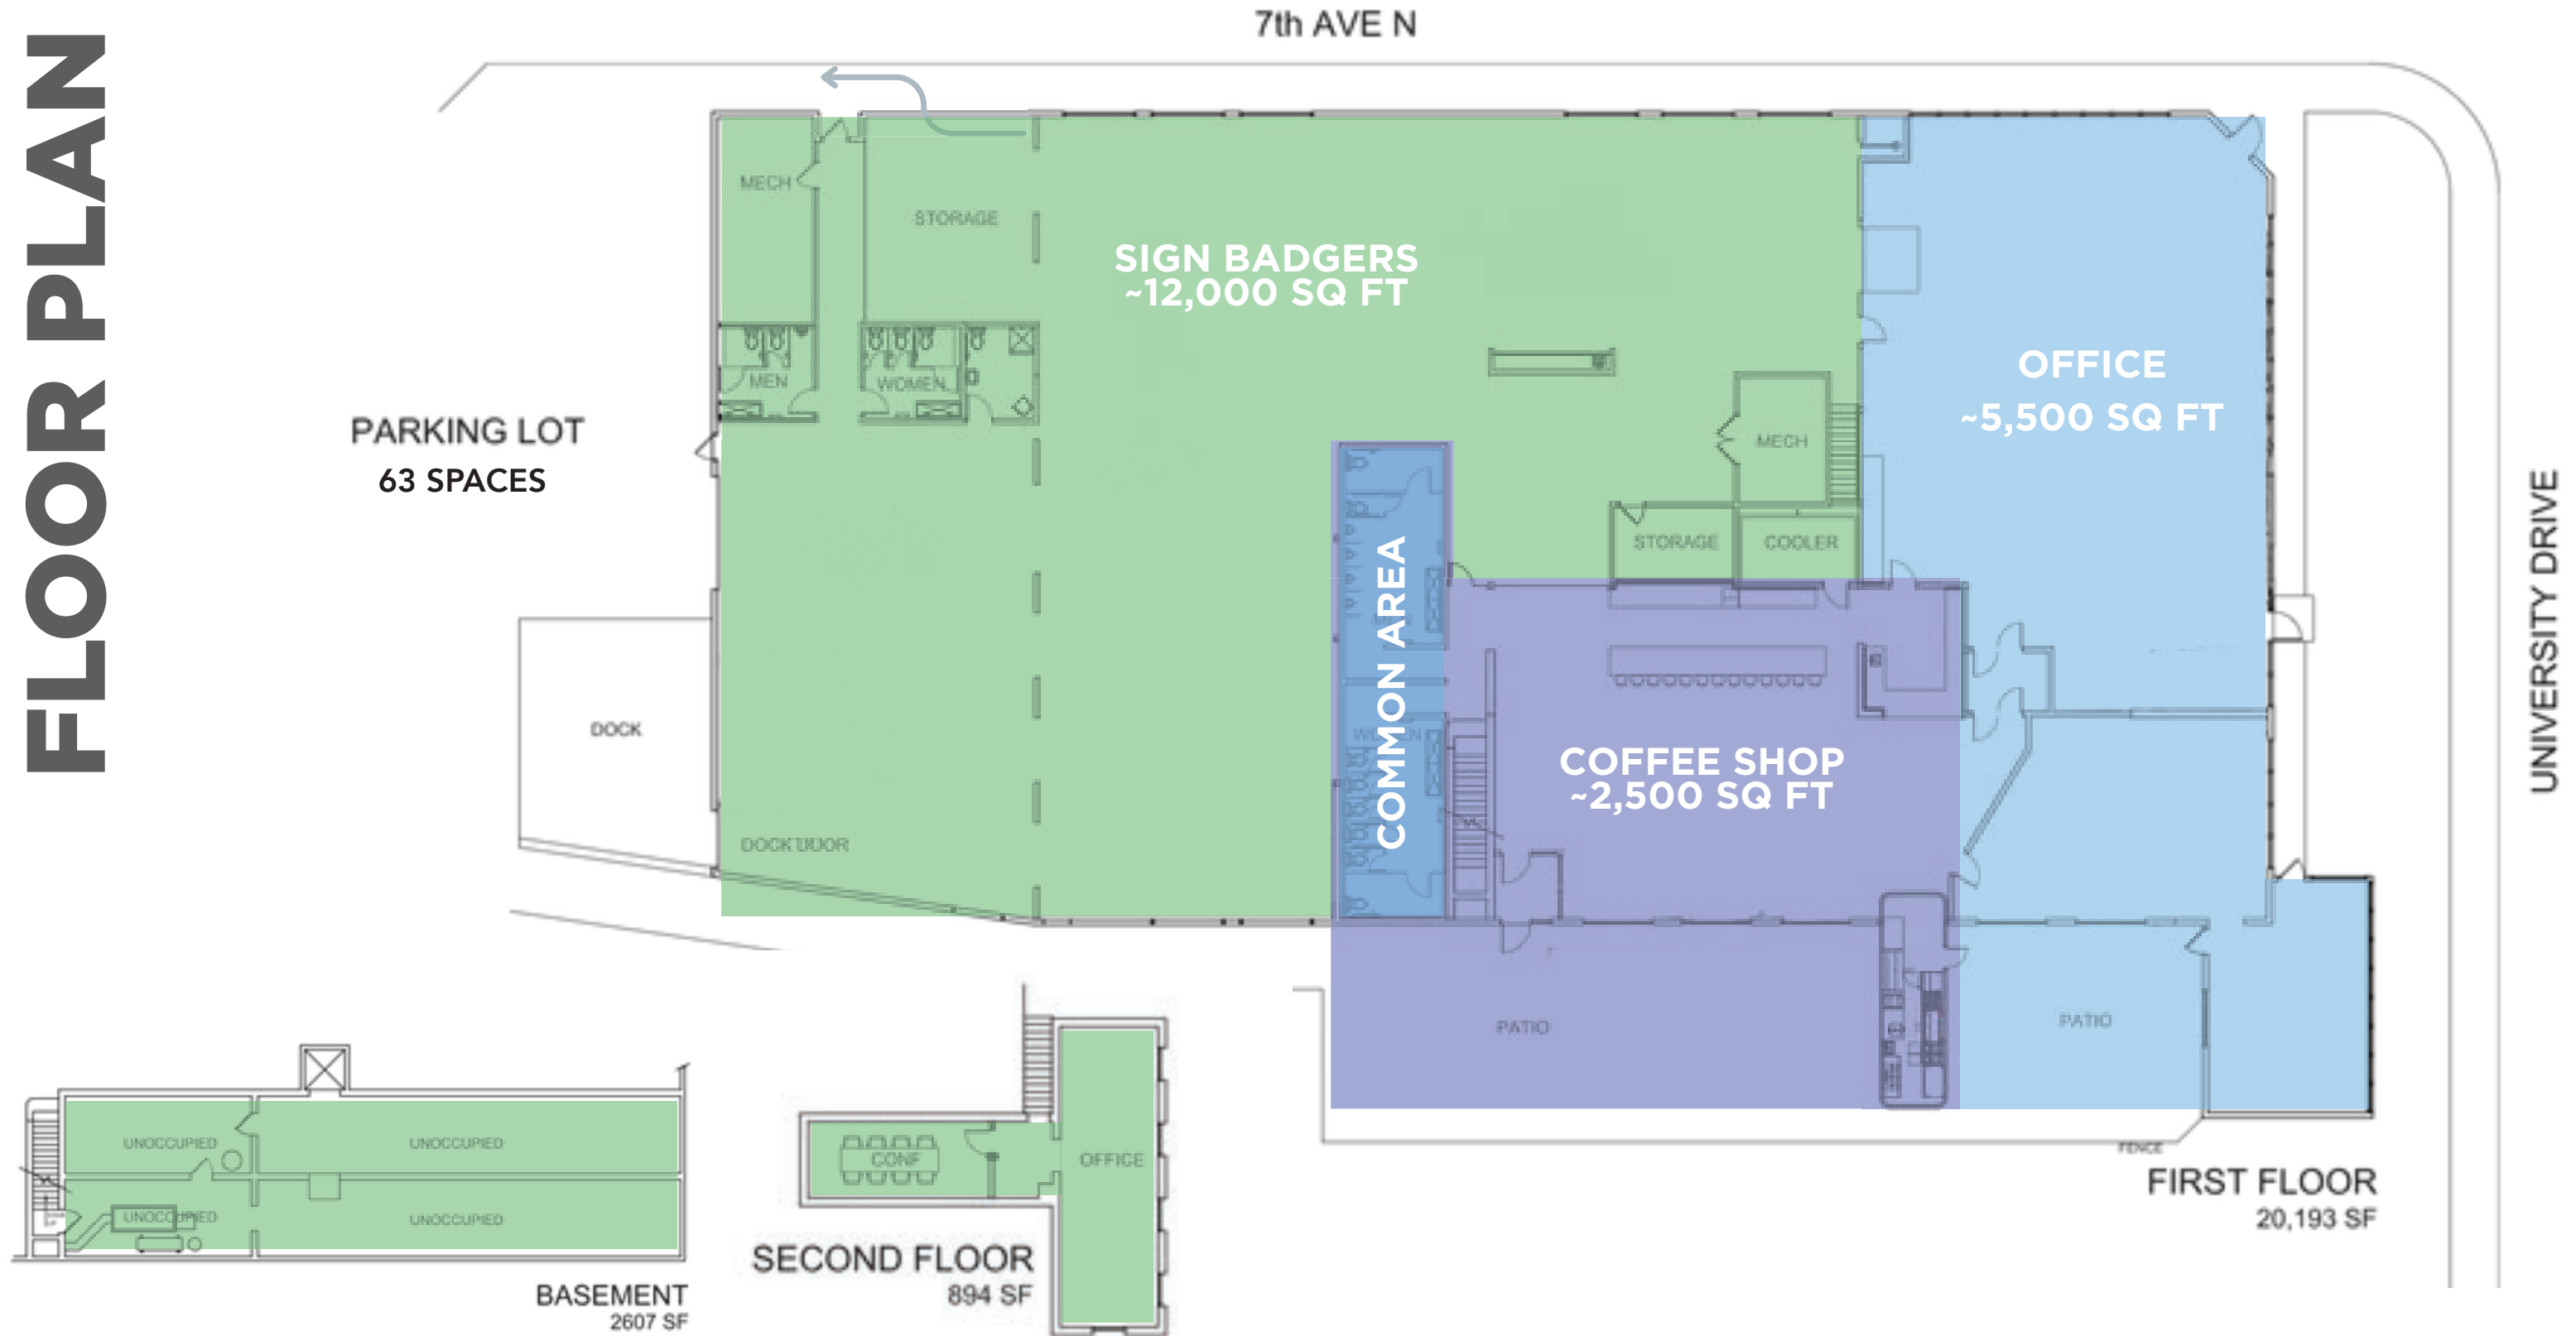 FLOOR PLAN
7th AVE N
MECH
STORAGE
SIGN BADGERS
~12,000 SQ FT
OFFICE
~5,500 SQ FT
MEN
WOMEN
PARKING LOT
63 SPACES
MECH
STORAGE
COOLER
COMMON AREA
UNIVERSITY DRIVE
DOCK
COFFEE SHOP
~2,500 SQ FT
DOCK DOOR
PATIO
PATIO
FENCE
FIRST FLOOR
20,193 SF
UNOCCUPIED
UNOCCUPIED
UNOCCUPIED
UNOCCUPIED
BASEMENT
2607 SF
CONF
OFFICE
SECOND FLOOR
894 SF